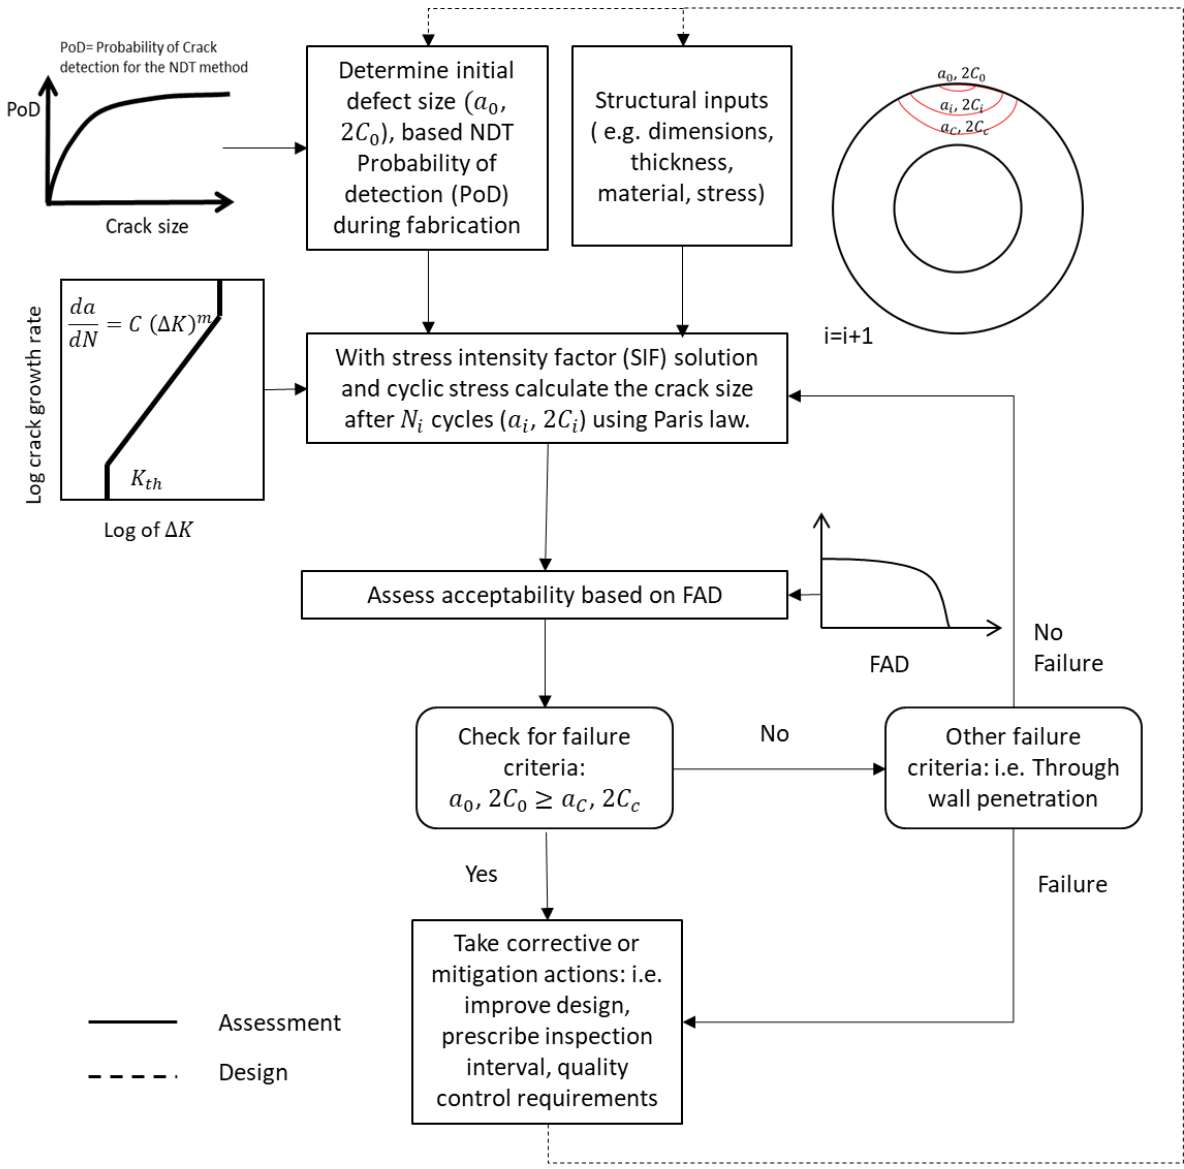 PoD= Probability of Crack
detection for the NDT method
PoD
Crack size
Determine initial
defect size (a₀,
2C₀), based NDT
Probability of
detection (PoD)
during fabrication
Structural inputs
( e.g. dimensions,
thickness,
material, stress)
a₀, 2C₀
aᵢ, 2Cᵢ
a_C, 2C_c
i=i+1
da/dN = C (ΔK)^m
K_th
Log crack growth rate
Log of ΔK
With stress intensity factor (SIF) solution
and cyclic stress calculate the crack size
after Nᵢ cycles (aᵢ, 2Cᵢ) using Paris law.
Assess acceptability based on FAD
FAD
No
Failure
Check for failure
criteria:
a₀, 2C₀ ≥ a_C, 2C_c
No
Other failure
criteria: i.e. Through
wall penetration
Yes
Failure
Take corrective or
mitigation actions: i.e.
improve design,
prescribe inspection
interval, quality
control requirements
Assessment
Design